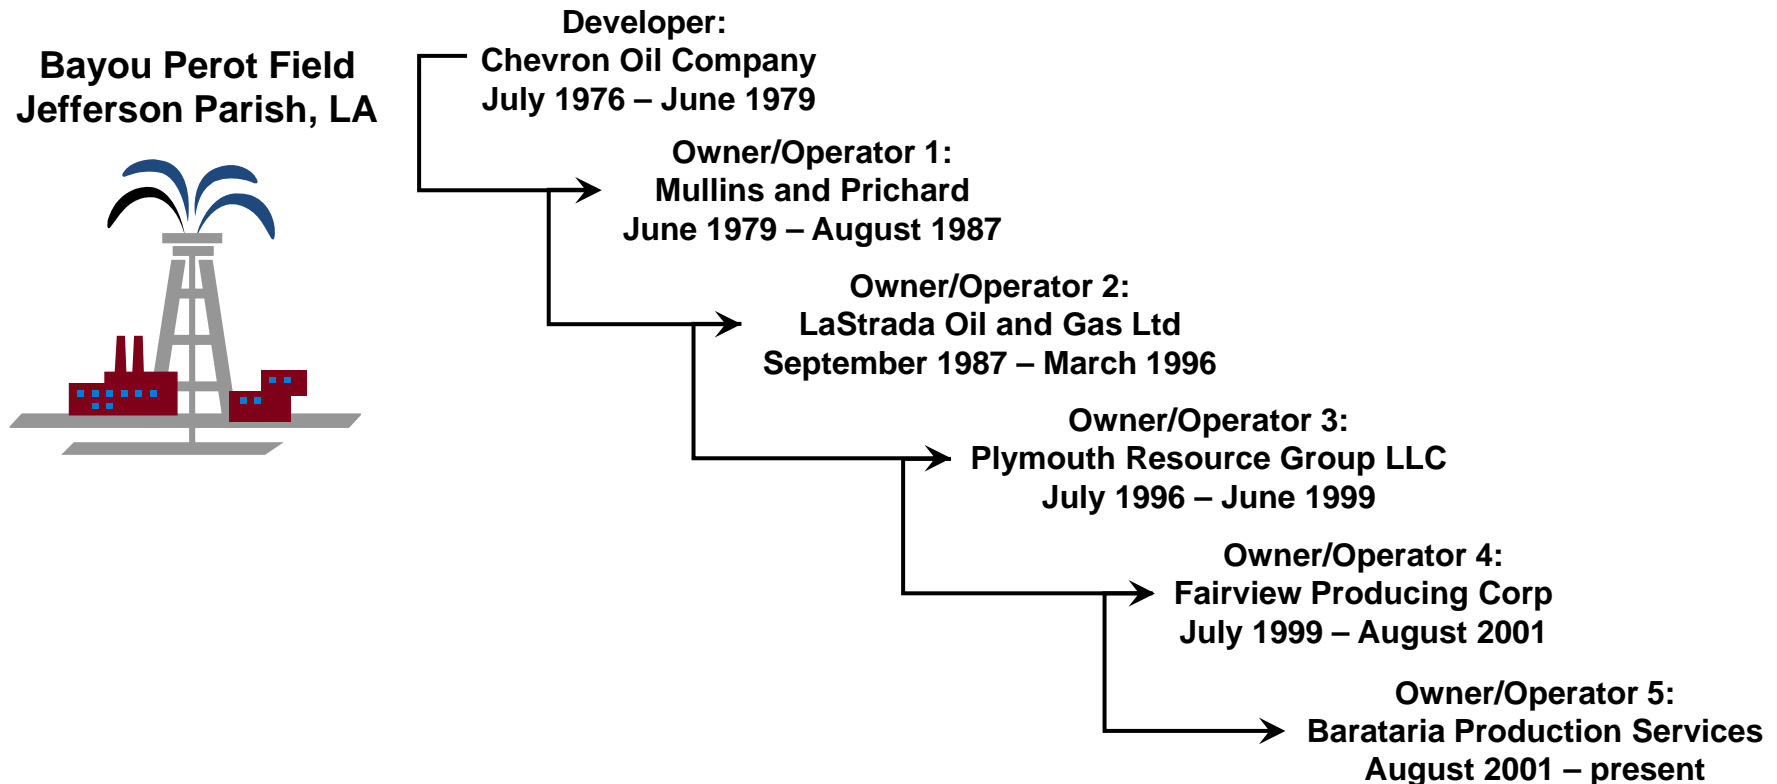 Bayou Perot Field
Jefferson Parish, LA
Developer:
Chevron Oil Company
July 1976 – June 1979
Owner/Operator 1:
Mullins and Prichard
June 1979 – August 1987
Owner/Operator 2:
LaStrada Oil and Gas Ltd
September 1987 – March 1996
Owner/Operator 3:
Plymouth Resource Group LLC
July 1996 – June 1999
Owner/Operator 4:
Fairview Producing Corp
July 1999 – August 2001
Owner/Operator 5:
Barataria Production Services
August 2001 – present